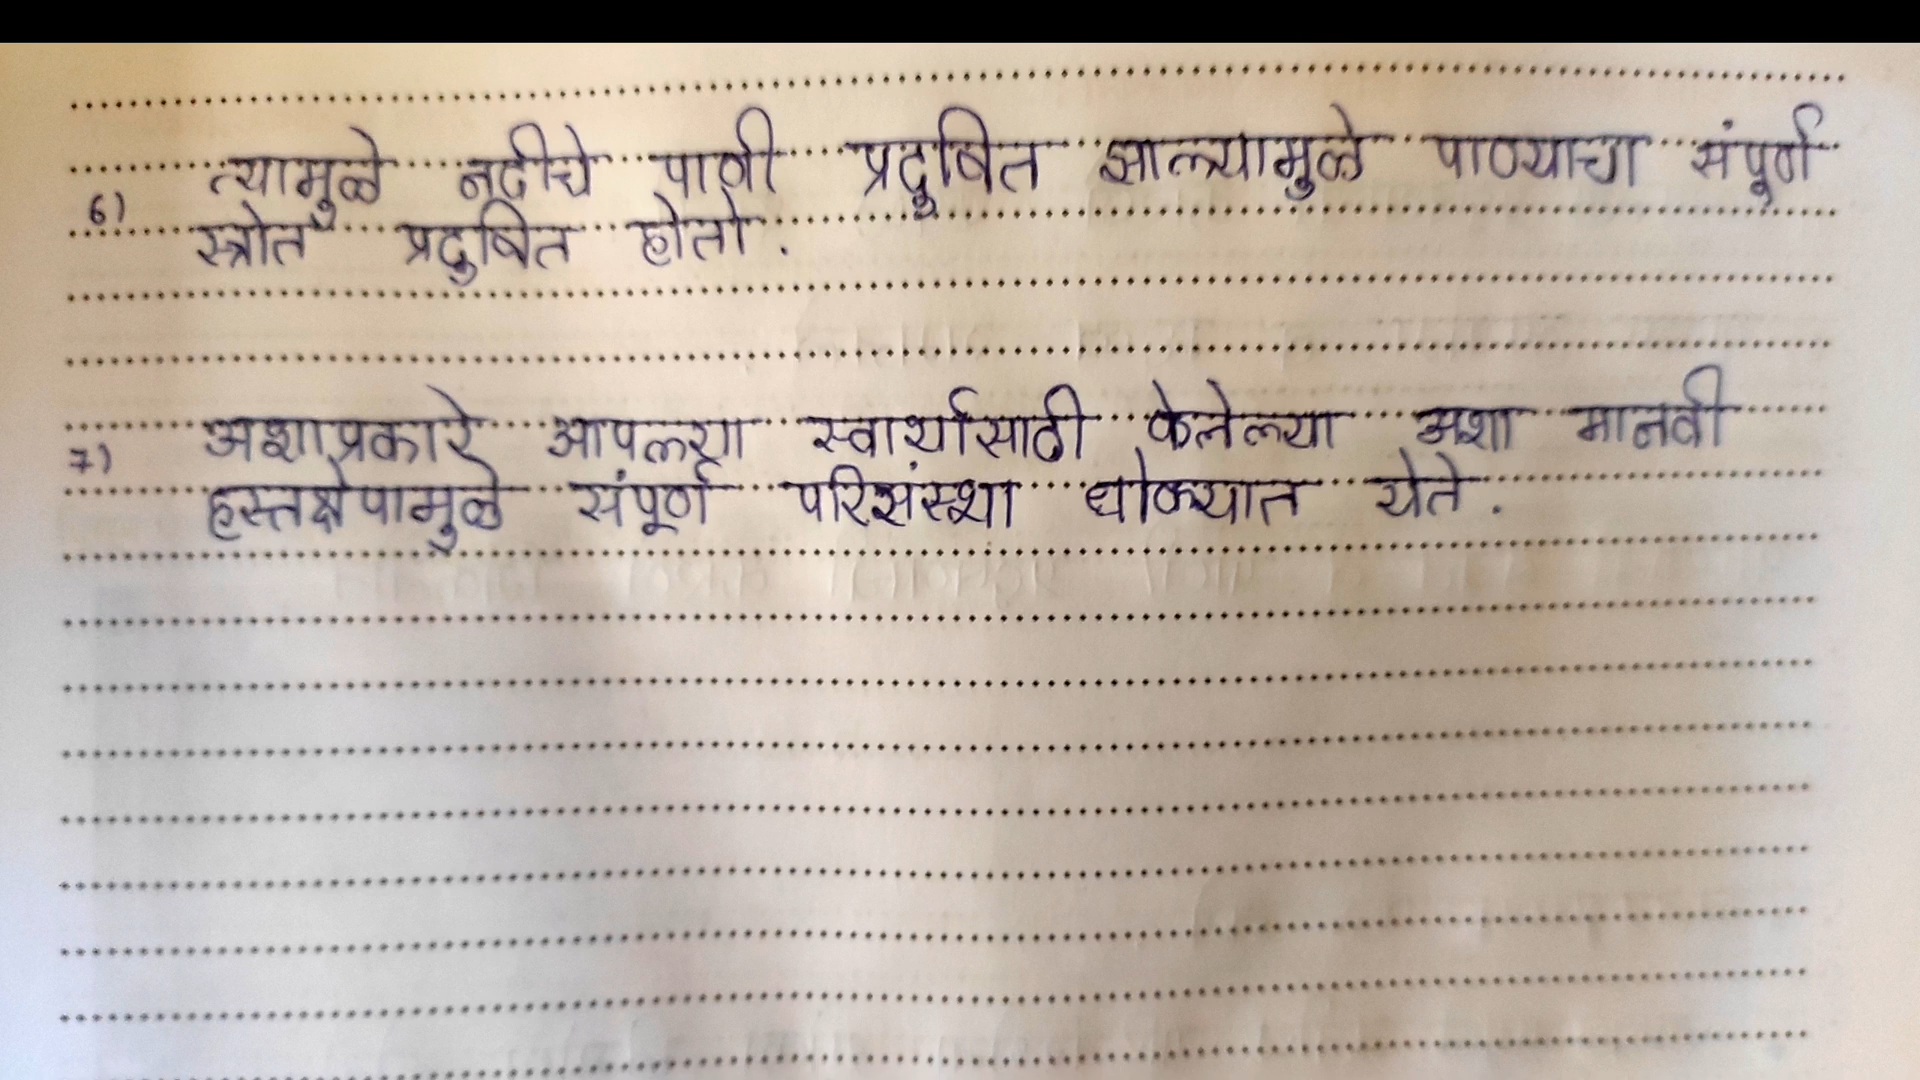 6) त्यामुळे नदीचे पाणी प्रदूषित झाल्यामुळे पाण्याचा संपूर्ण
स्त्रोत प्रदुषित होतो.
7) अशाप्रकारे आपल्या स्वार्थासाठी केलेल्या अशा मानवी
हस्तक्षेपामुळे संपूर्ण परिसंस्था धोक्यात येते.